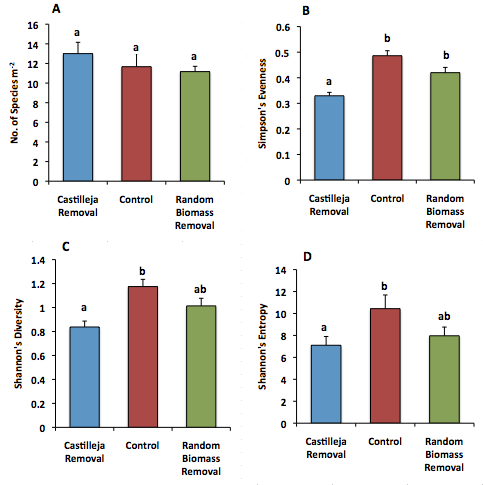 A
No. of Species m-2
16
14
12
10
8
6
4
2
0
a
a
a
Castilleja
Removal
Control
Random
Biomass
Removal
B
Simpson's Evenness
0.6
0.5
0.4
0.3
0.2
0.1
0
a
b
b
Castilleja
Removal
Control
Random
Biomass
Removal
C
Shannon's Diversity
1.4
1.2
1
0.8
0.6
0.4
0.2
0
a
b
ab
Castilleja
Removal
Control
Random
Biomass
Removal
D
Shannon's Entropy
14
12
10
8
6
4
2
0
a
b
ab
Castilleja
Removal
Control
Random
Biomass
Removal